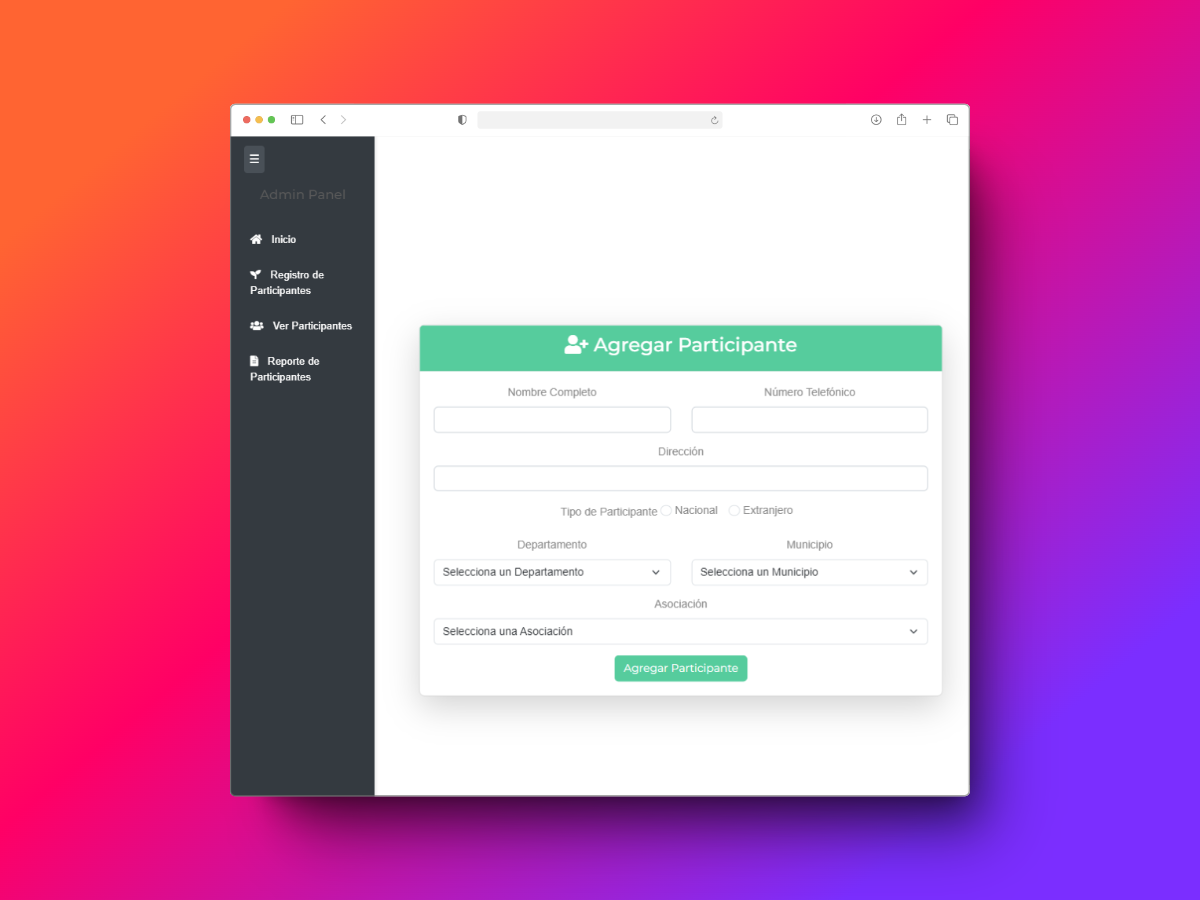 Admin Panel
Inicio
Registro de
Participantes
Ver Participantes
Reporte de
Participantes
Agregar Participante
Nombre Completo
Número Telefónico
Dirección
Tipo de Participante Nacional Extranjero
Departamento
Municipio
Selecciona un Departamento
Selecciona un Municipio
Asociación
Selecciona una Asociación
Agregar Participante